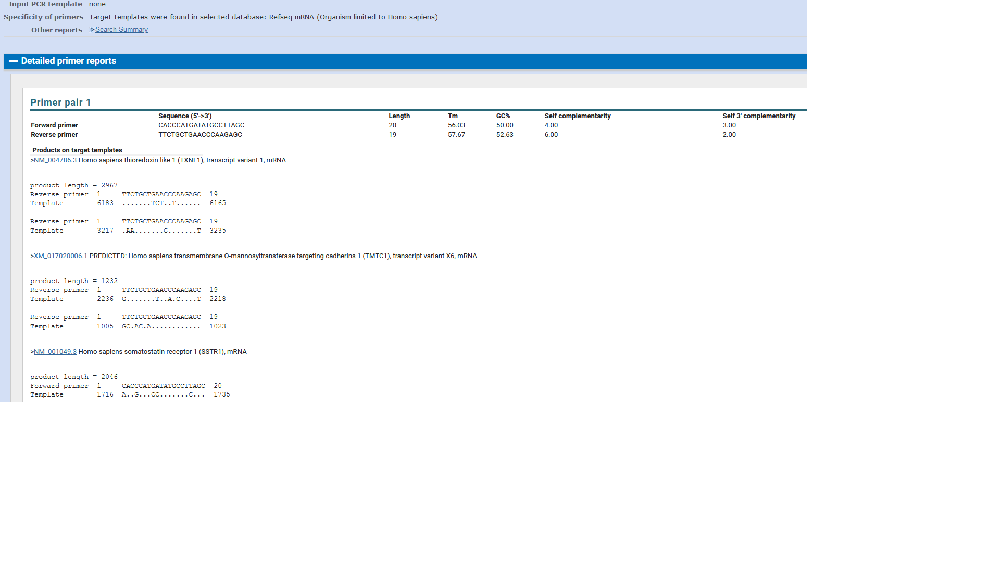 Input PCR template none
Specificity of primers Target templates were found in selected database: Refseq mRNA (Organism limited to Homo sapiens)
Other reports Search Summary
Detailed primer reports
Primer pair 1
Sequence (5'->3') Length Tm GC% Self complementarity Self 3' complementarity
Forward primer CACCCATGATATGCCTTAGC 20 56.03 50.00 4.00 3.00
Reverse primer TTCTGCTGAACCCAAGAGC 19 57.67 52.63 6.00 2.00
Products on target templates
>NM_004786.3 Homo sapiens thioredoxin like 1 (TXNL1), transcript variant 1, mRNA
product length = 2967
Reverse primer 1 TTCTGCTGAACCCAAGAGC 19
Template 6183 .......TCT..T...... 6165
Reverse primer 1 TTCTGCTGAACCCAAGAGC 19
Template 3217 .AA.......G.......T 3235
>XM_017020006.1 PREDICTED: Homo sapiens transmembrane O-mannosyltransferase targeting cadherins 1 (TMTC1), transcript variant X6, mRNA
product length = 1232
Reverse primer 1 TTCTGCTGAACCCAAGAGC 19
Template 2236 G.......T..A.C....T 2218
Reverse primer 1 TTCTGCTGAACCCAAGAGC 19
Template 1005 GC.AC.A............ 1023
>NM_001049.3 Homo sapiens somatostatin receptor 1 (SSTR1), mRNA
product length = 2046
Forward primer 1 CACCCATGATATGCCTTAGC 20
Template 1716 A..G...CC.......C... 1735